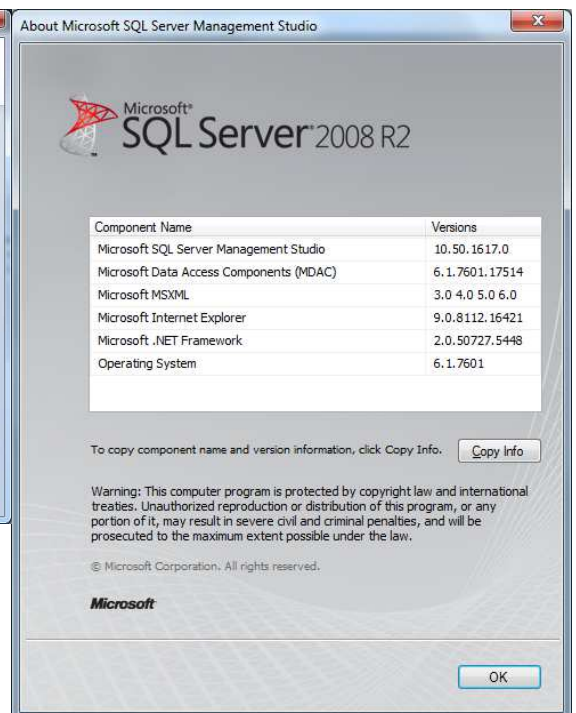 About Microsoft SQL Server Management Studio
Microsoft®
SQL Server® 2008 R2
Component Name Versions
Microsoft SQL Server Management Studio 10.50.1617.0
Microsoft Data Access Components (MDAC) 6.1.7601.17514
Microsoft MSXML 3.0 4.0 5.0 6.0
Microsoft Internet Explorer 9.0.8112.16421
Microsoft .NET Framework 2.0.50727.5448
Operating System 6.1.7601
To copy component name and version information, click Copy Info. Copy Info
Warning: This computer program is protected by copyright law and international
treaties. Unauthorized reproduction or distribution of this program, or any
portion of it, may result in severe civil and criminal penalties, and will be
prosecuted to the maximum extent possible under the law.
© Microsoft Corporation. All rights reserved.
Microsoft
OK